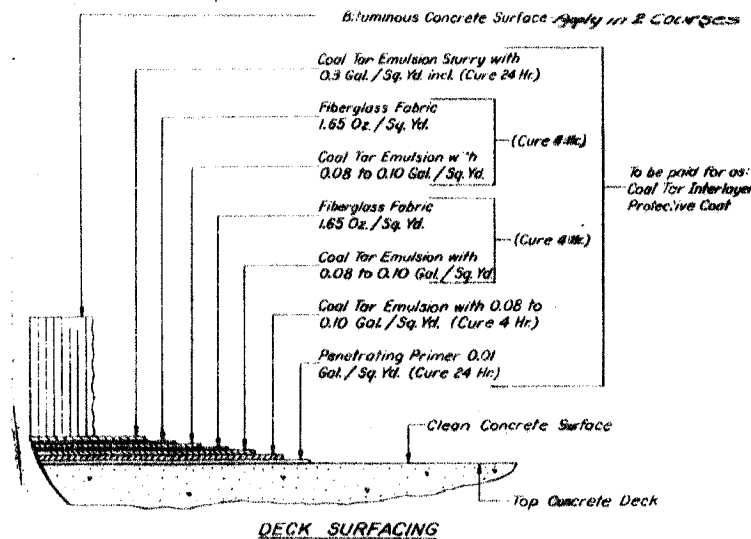 Bituminous Concrete Surface Apply in 2 Courses
Coal Tar Emulsion Slurry with
0.3 Gal./Sq. Yd. incl. (Cure 24 Hr.)
Fiberglass Fabric
1.65 Oz./Sq. Yd.
(Cure 4 Hr.)
Coal Tar Emulsion with
0.08 to 0.10 Gal./Sq. Yd.
To be paid for as:
Coal Tar Interlayer
Protective Coat
Fiberglass Fabric
1.65 Oz./Sq. Yd.
(Cure 4 Hr.)
Coal Tar Emulsion with
0.08 to 0.10 Gal./Sq. Yd.
Coal Tar Emulsion with 0.08 to
0.10 Gal./Sq. Yd. (Cure 4 Hr.)
Penetrating Primer 0.01
Gal./Sq. Yd. (Cure 24 Hr.)
Clean Concrete Surface
Top Concrete Deck
DECK SURFACING